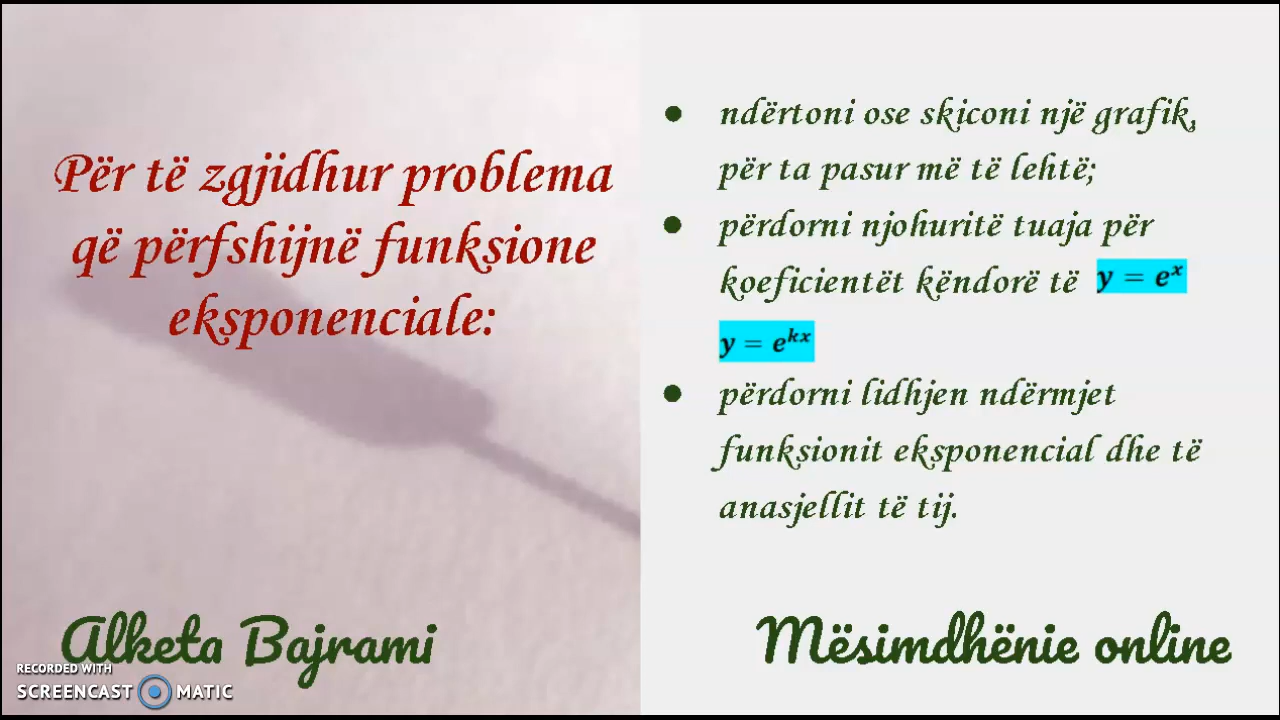 Për të zgjidhur problema
që përfshijnë funksione
eksponenciale:
• ndërtoni ose skiconi një grafik,
për ta pasur më të lehtë;
• përdorni njohuritë tuaja për
koeficientët këndorë të y = e^x
y = e^{kx}
• përdorni lidhjen ndërmjet
funksionit eksponencial dhe të
anasjellit të tij.
Alketa Bajrami
Mësimdhënie online
RECORDED WITH
SCREENCAST MATIC